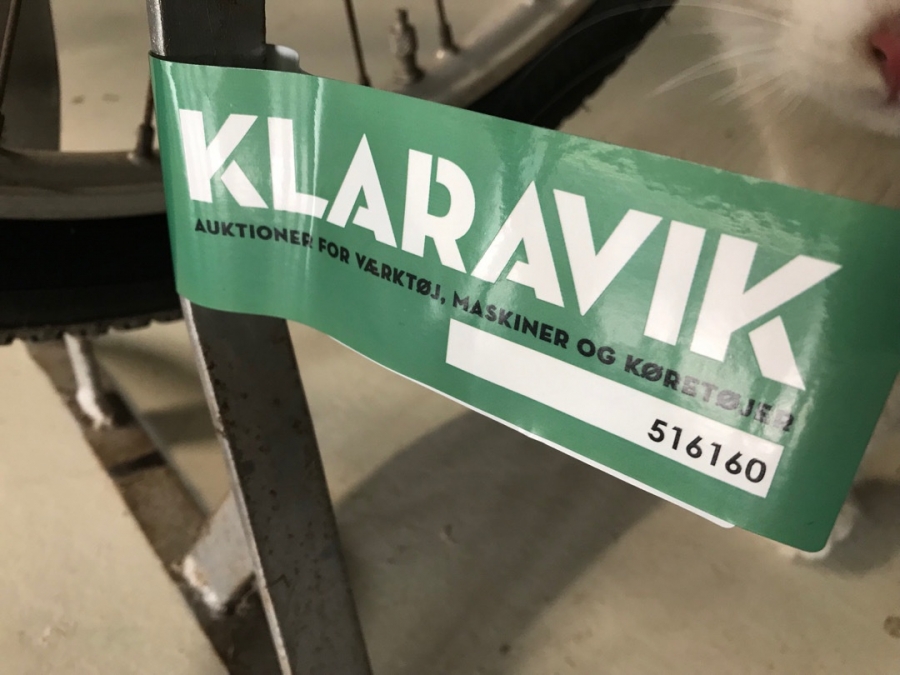 KLARAVIK
AUKTIONER FOR VÆRKTØJ, MASKINER OG KØRETØJER
516160